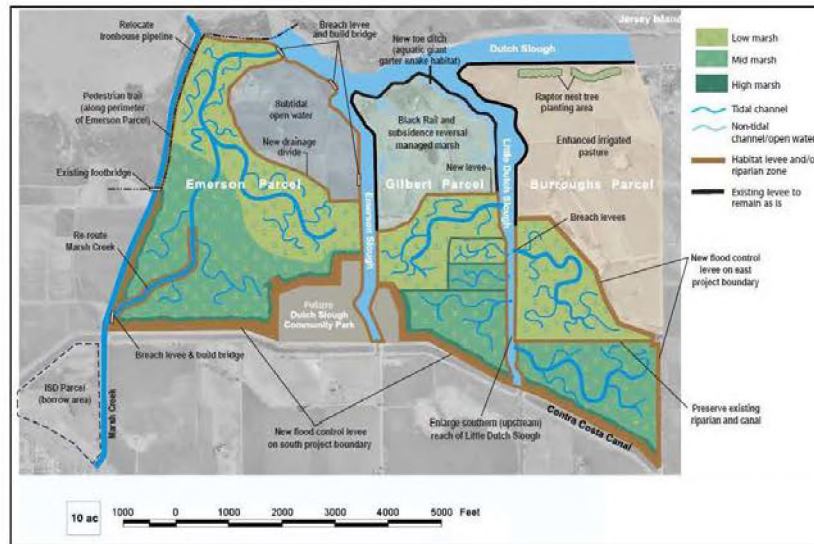 Jersey Island
Relocate
Ironhouse pipeline
Breach levee
and build bridge
New toe ditch
(aquatic giant
garter snake habitat)
Dutch Slough
Low marsh
Mid marsh
High marsh
Tidal channel
Non-tidal
channel/open water
Habitat levee and/o
riparian zone
Existing levee to
remain as is
Pedestrian trail
(along perimeter
of Emerson Parcel)
Subtidal
open water
Raptor nest tree
planting area
Black Rail and
subsidence reversal
managed marsh
Enhanced irrigated
pasture
New drainage
divide
New levee
Existing footbridge
Emerson Parcel
Gilbert Parcel
Burroughs Parcel
Emerson Slough
Little Dutch Slough
Breach levees
Re-route
Marsh Creek
New flood control
levee on east
project boundary
Future
Dutch Slough
Community Park
Breach levee & build bridge
ISD Parcel
(borrow area)
Marsh Creek
New flood control levee
on south project boundary
Enlarge southern (upstream)
reach of Little Dutch Slough
Contra Costa Canal
Preserve existing
riparian and canal
10 ac
1000 0 1000 2000 3000 4000 5000 Feet